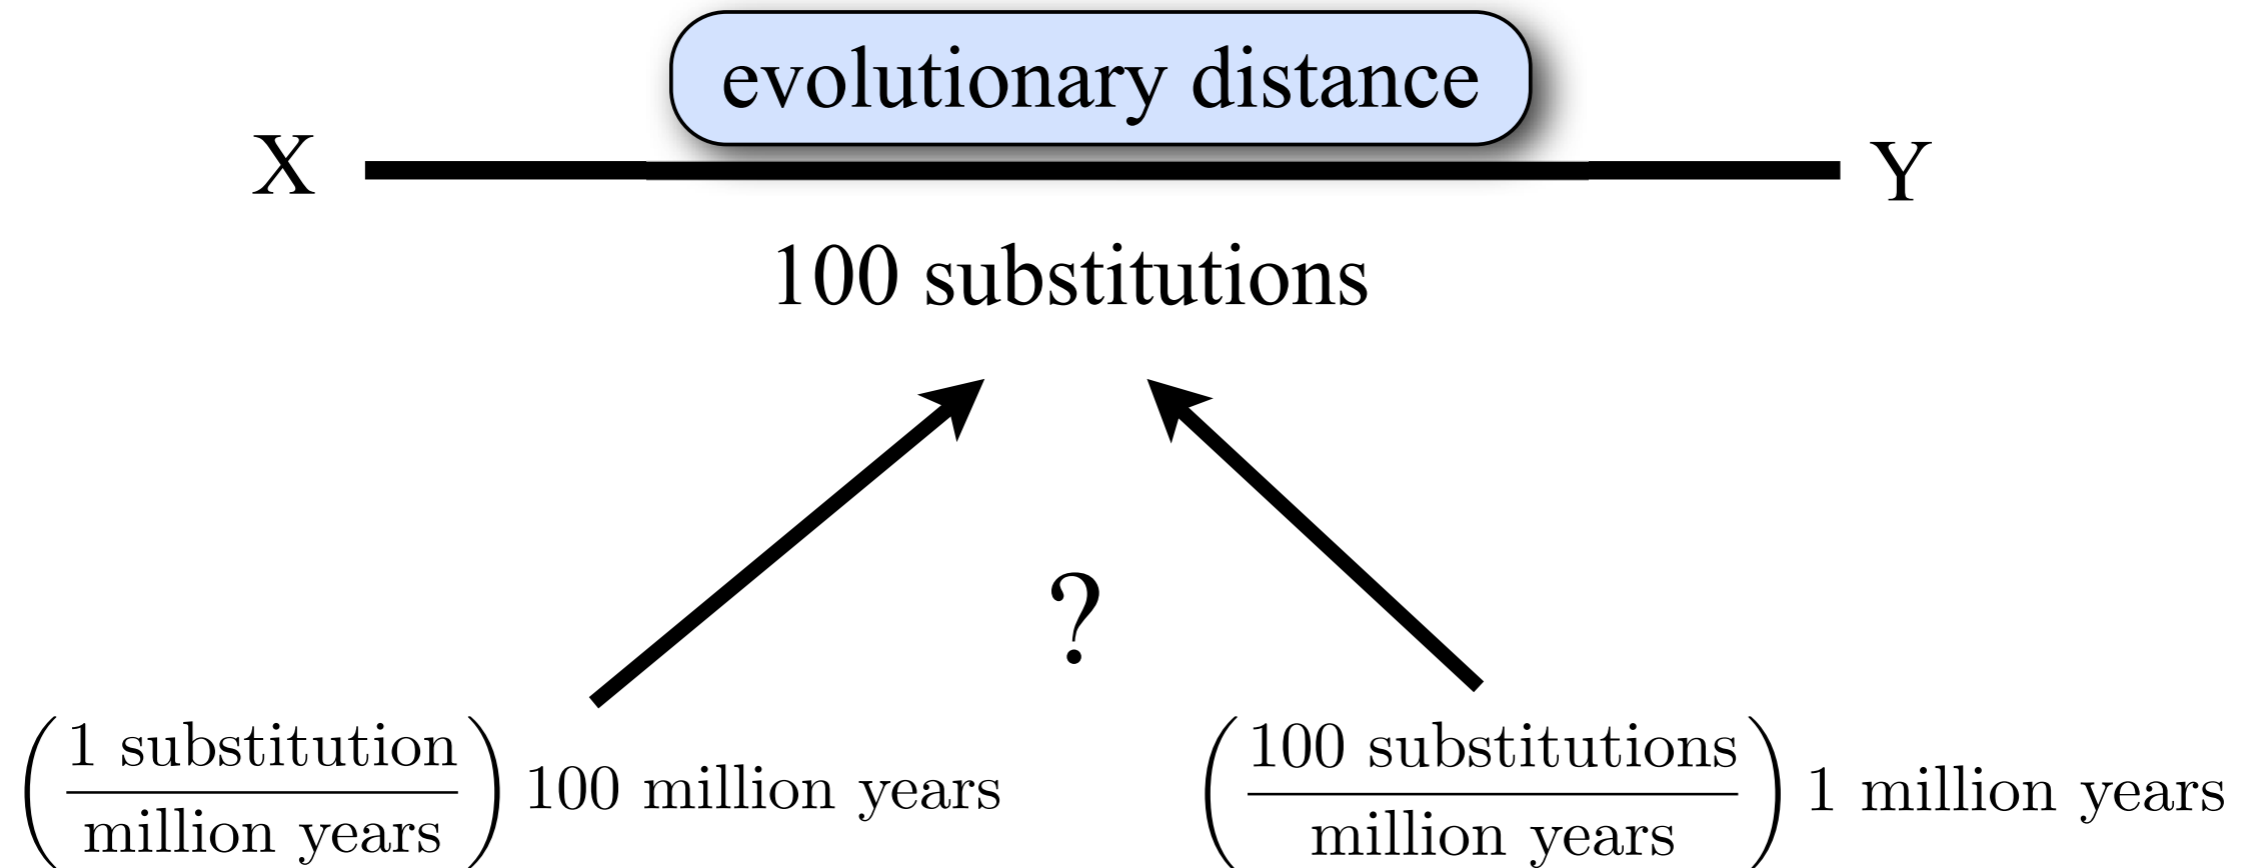 evolutionary distance
X
Y
100 substitutions
?
(1 substitution / million years) 100 million years
(100 substitutions / million years) 1 million years